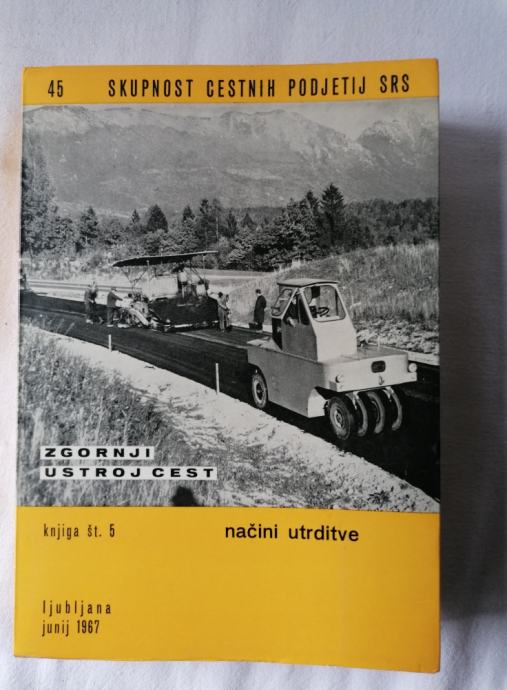 45 SKUPNOST CESTNIH PODJETIJ SRS
ZGORNJI
USTROJ CEST
knjiga št. 5 načini utrditve
ljubljana
junij 1967